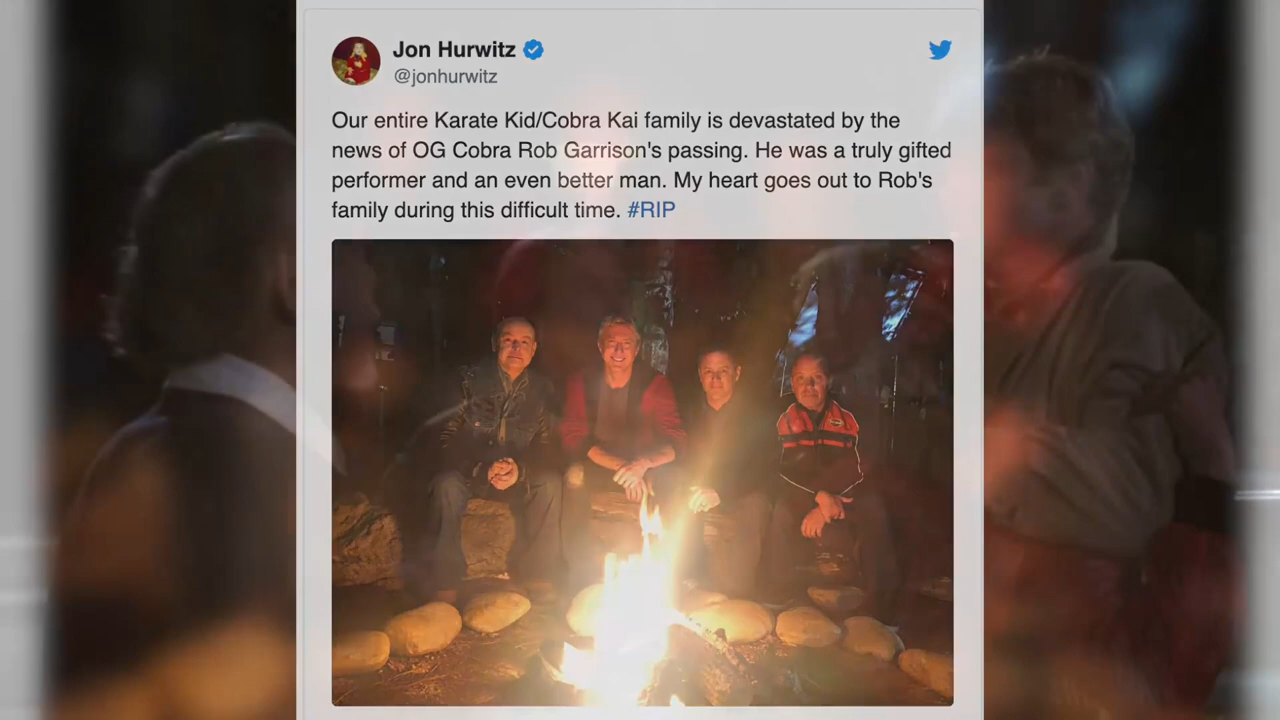 Jon Hurwitz
@jonhurwitz
Our entire Karate Kid/Cobra Kai family is devastated by the
news of OG Cobra Rob Garrison's passing. He was a truly gifted
performer and an even better man. My heart goes out to Rob's
family during this difficult time. #RIP